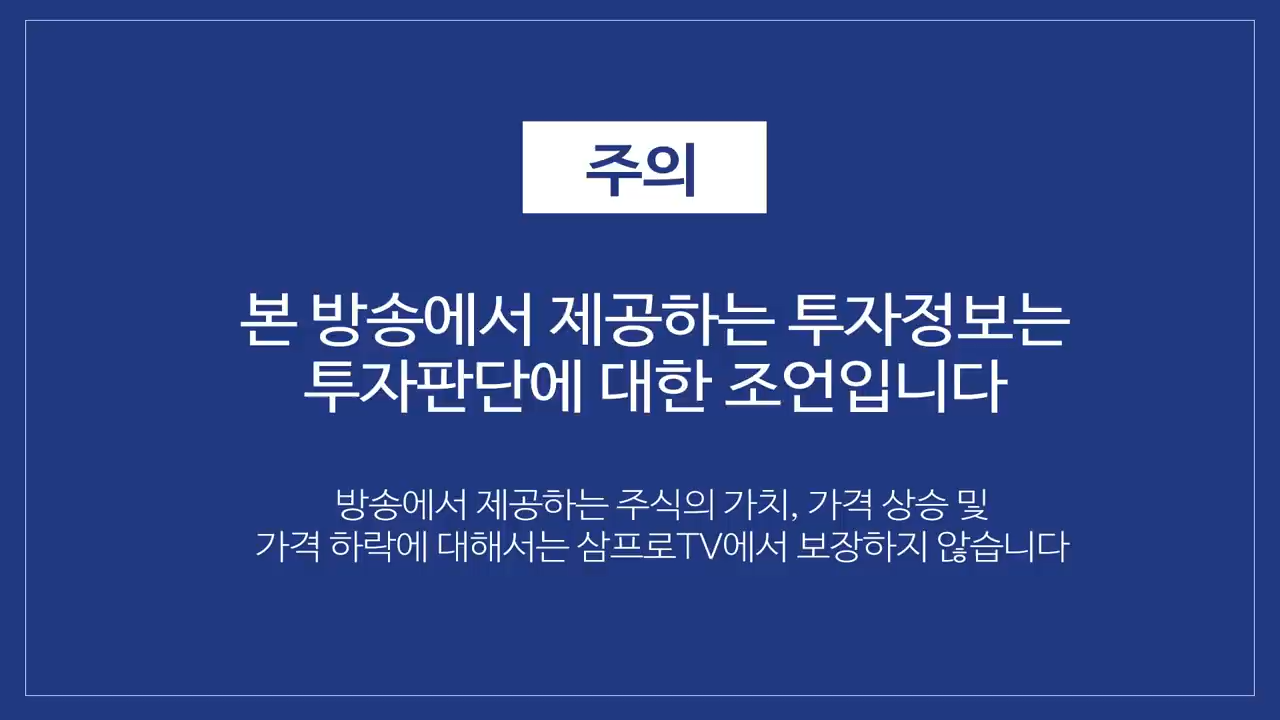 주의
본 방송에서 제공하는 투자정보는
투자판단에 대한 조언입니다
방송에서 제공하는 주식의 가치, 가격 상승 및
가격 하락에 대해서는 삼프로TV에서 보장하지 않습니다